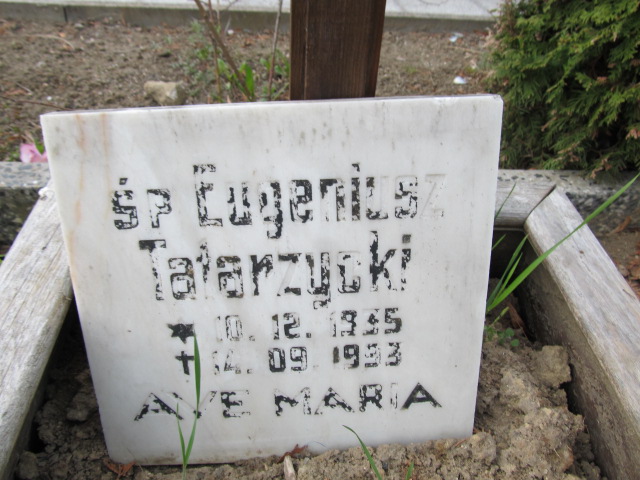 śp Eugeniusz
Tatarzycki
* 10. 12. 1935
+ 14. 09. 1993
AVE MARIA